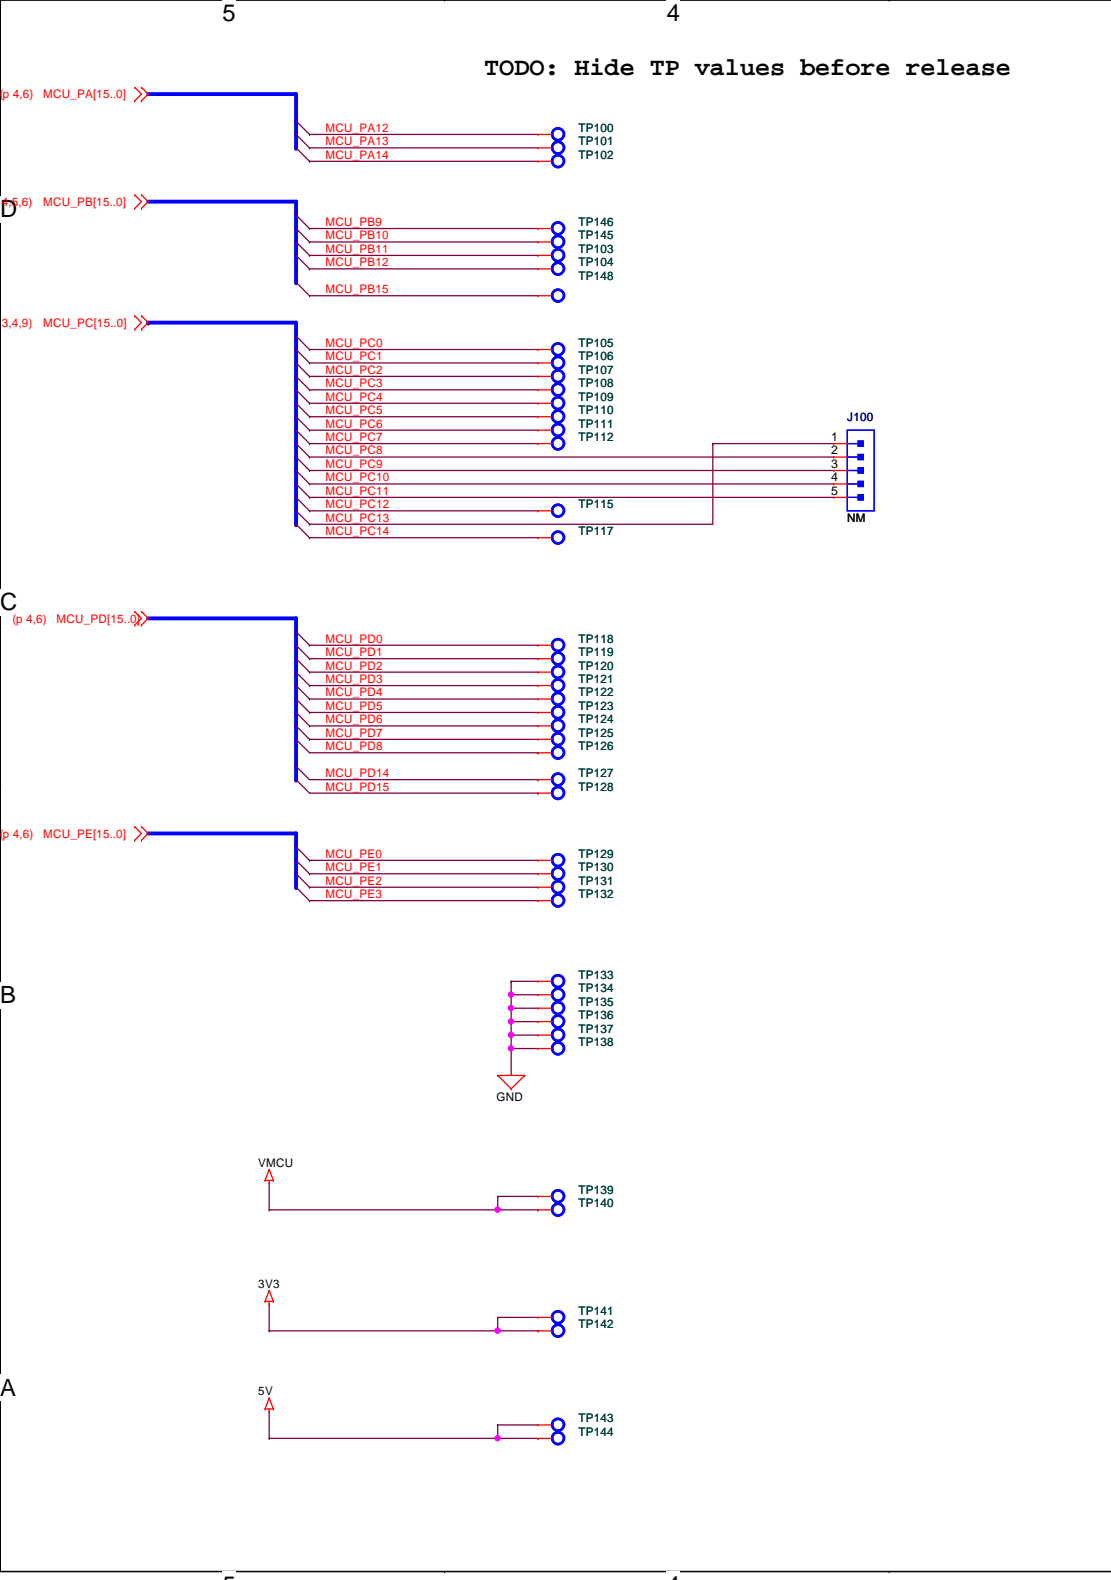 5 4
TODO: Hide TP values before release
(p 4,6) MCU_PA[15..0]
MCU_PA12 TP100
MCU_PA13 TP101
MCU_PA14 TP102
4,5,6) MCU_PB[15..0]
D
MCU_PB9 TP146
MCU_PB10 TP145
MCU_PB11 TP103
MCU_PB12 TP104
TP148
MCU_PB15
3,4,9) MCU_PC[15..0]
MCU_PC0 TP105
MCU_PC1 TP106
MCU_PC2 TP107
MCU_PC3 TP108
MCU_PC4 TP109
MCU_PC5 TP110
J100
MCU_PC6 TP111
MCU_PC7 TP112 1
MCU_PC8 2
MCU_PC9 3
MCU_PC10 4
MCU_PC11 5
MCU_PC12 TP115
MCU_PC13 NM
MCU_PC14 TP117
C
(p 4,6) MCU_PD[15..0]
MCU_PD0 TP118
MCU_PD1 TP119
MCU_PD2 TP120
MCU_PD3 TP121
MCU_PD4 TP122
MCU_PD5 TP123
MCU_PD6 TP124
MCU_PD7 TP125
MCU_PD8 TP126
MCU_PD14 TP127
MCU_PD15 TP128
(p 4,6) MCU_PE[15..0]
MCU_PE0 TP129
MCU_PE1 TP130
MCU_PE2 TP131
MCU_PE3 TP132
TP133
B TP134
TP135
TP136
TP137
TP138
GND
VMCU
TP139
TP140
3V3
TP141
TP142
A
5V
TP143
TP144